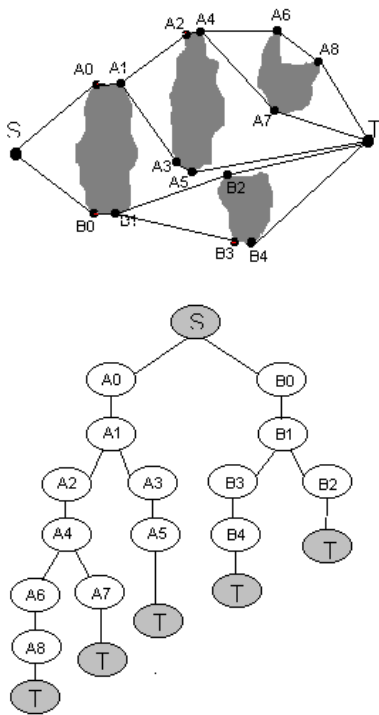 A2 A4 A6
A8
A0 A1
A7
S T
A3
A5 B2
B0 B1
B3 B4
S
A0 B0
A1 B1
A2 A3 B3 B2
A4 A5 B4 T
A6 A7 T T
A8 T
T